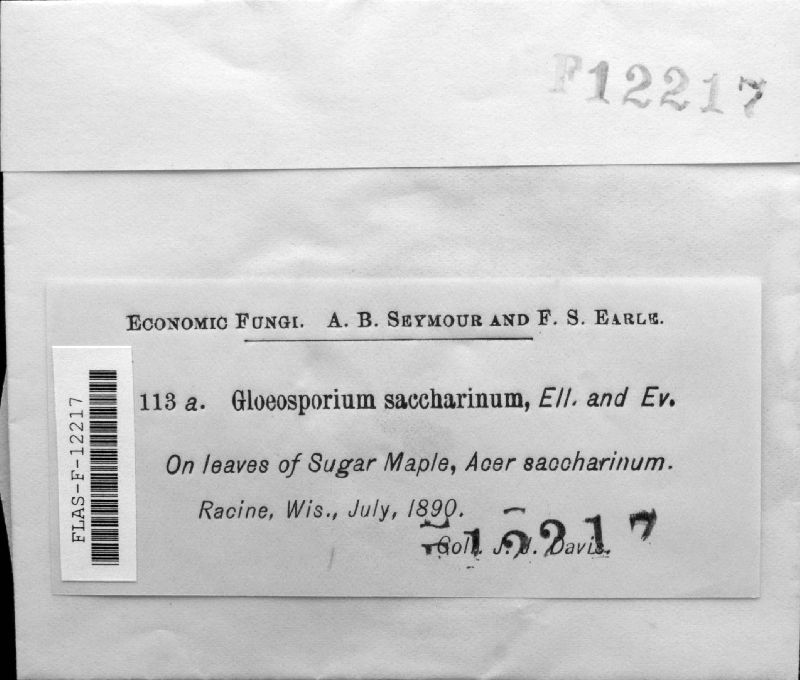 F12217
ECONOMIC FUNGI. A. B. SEYMOUR AND F. S. EARLE.
113 a. Gloeosporium saccharinum, Ell. and Ev.
On leaves of Sugar Maple, Acer saccharinum.
Racine, Wis., July, 1890.
Coll. J. J. Davis.
F12217
FLAS-F-12217